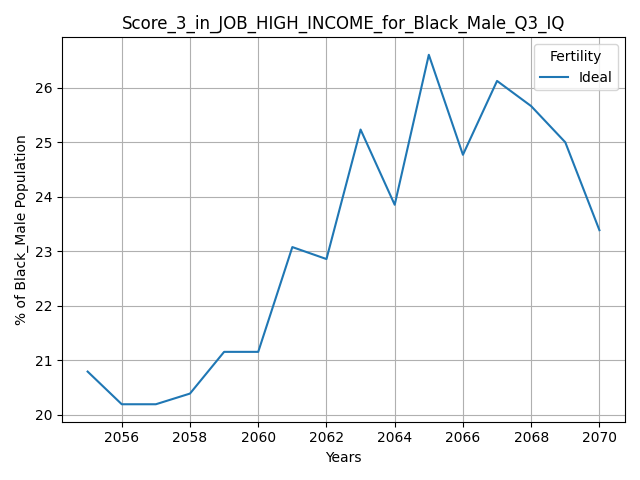 Score_3_in_JOB_HIGH_INCOME_for_Black_Male_Q3_IQ
Fertility
Ideal
% of Black_Male Population
26
25
24
23
22
21
20
2056 2058 2060 2062 2064 2066 2068 2070
Years